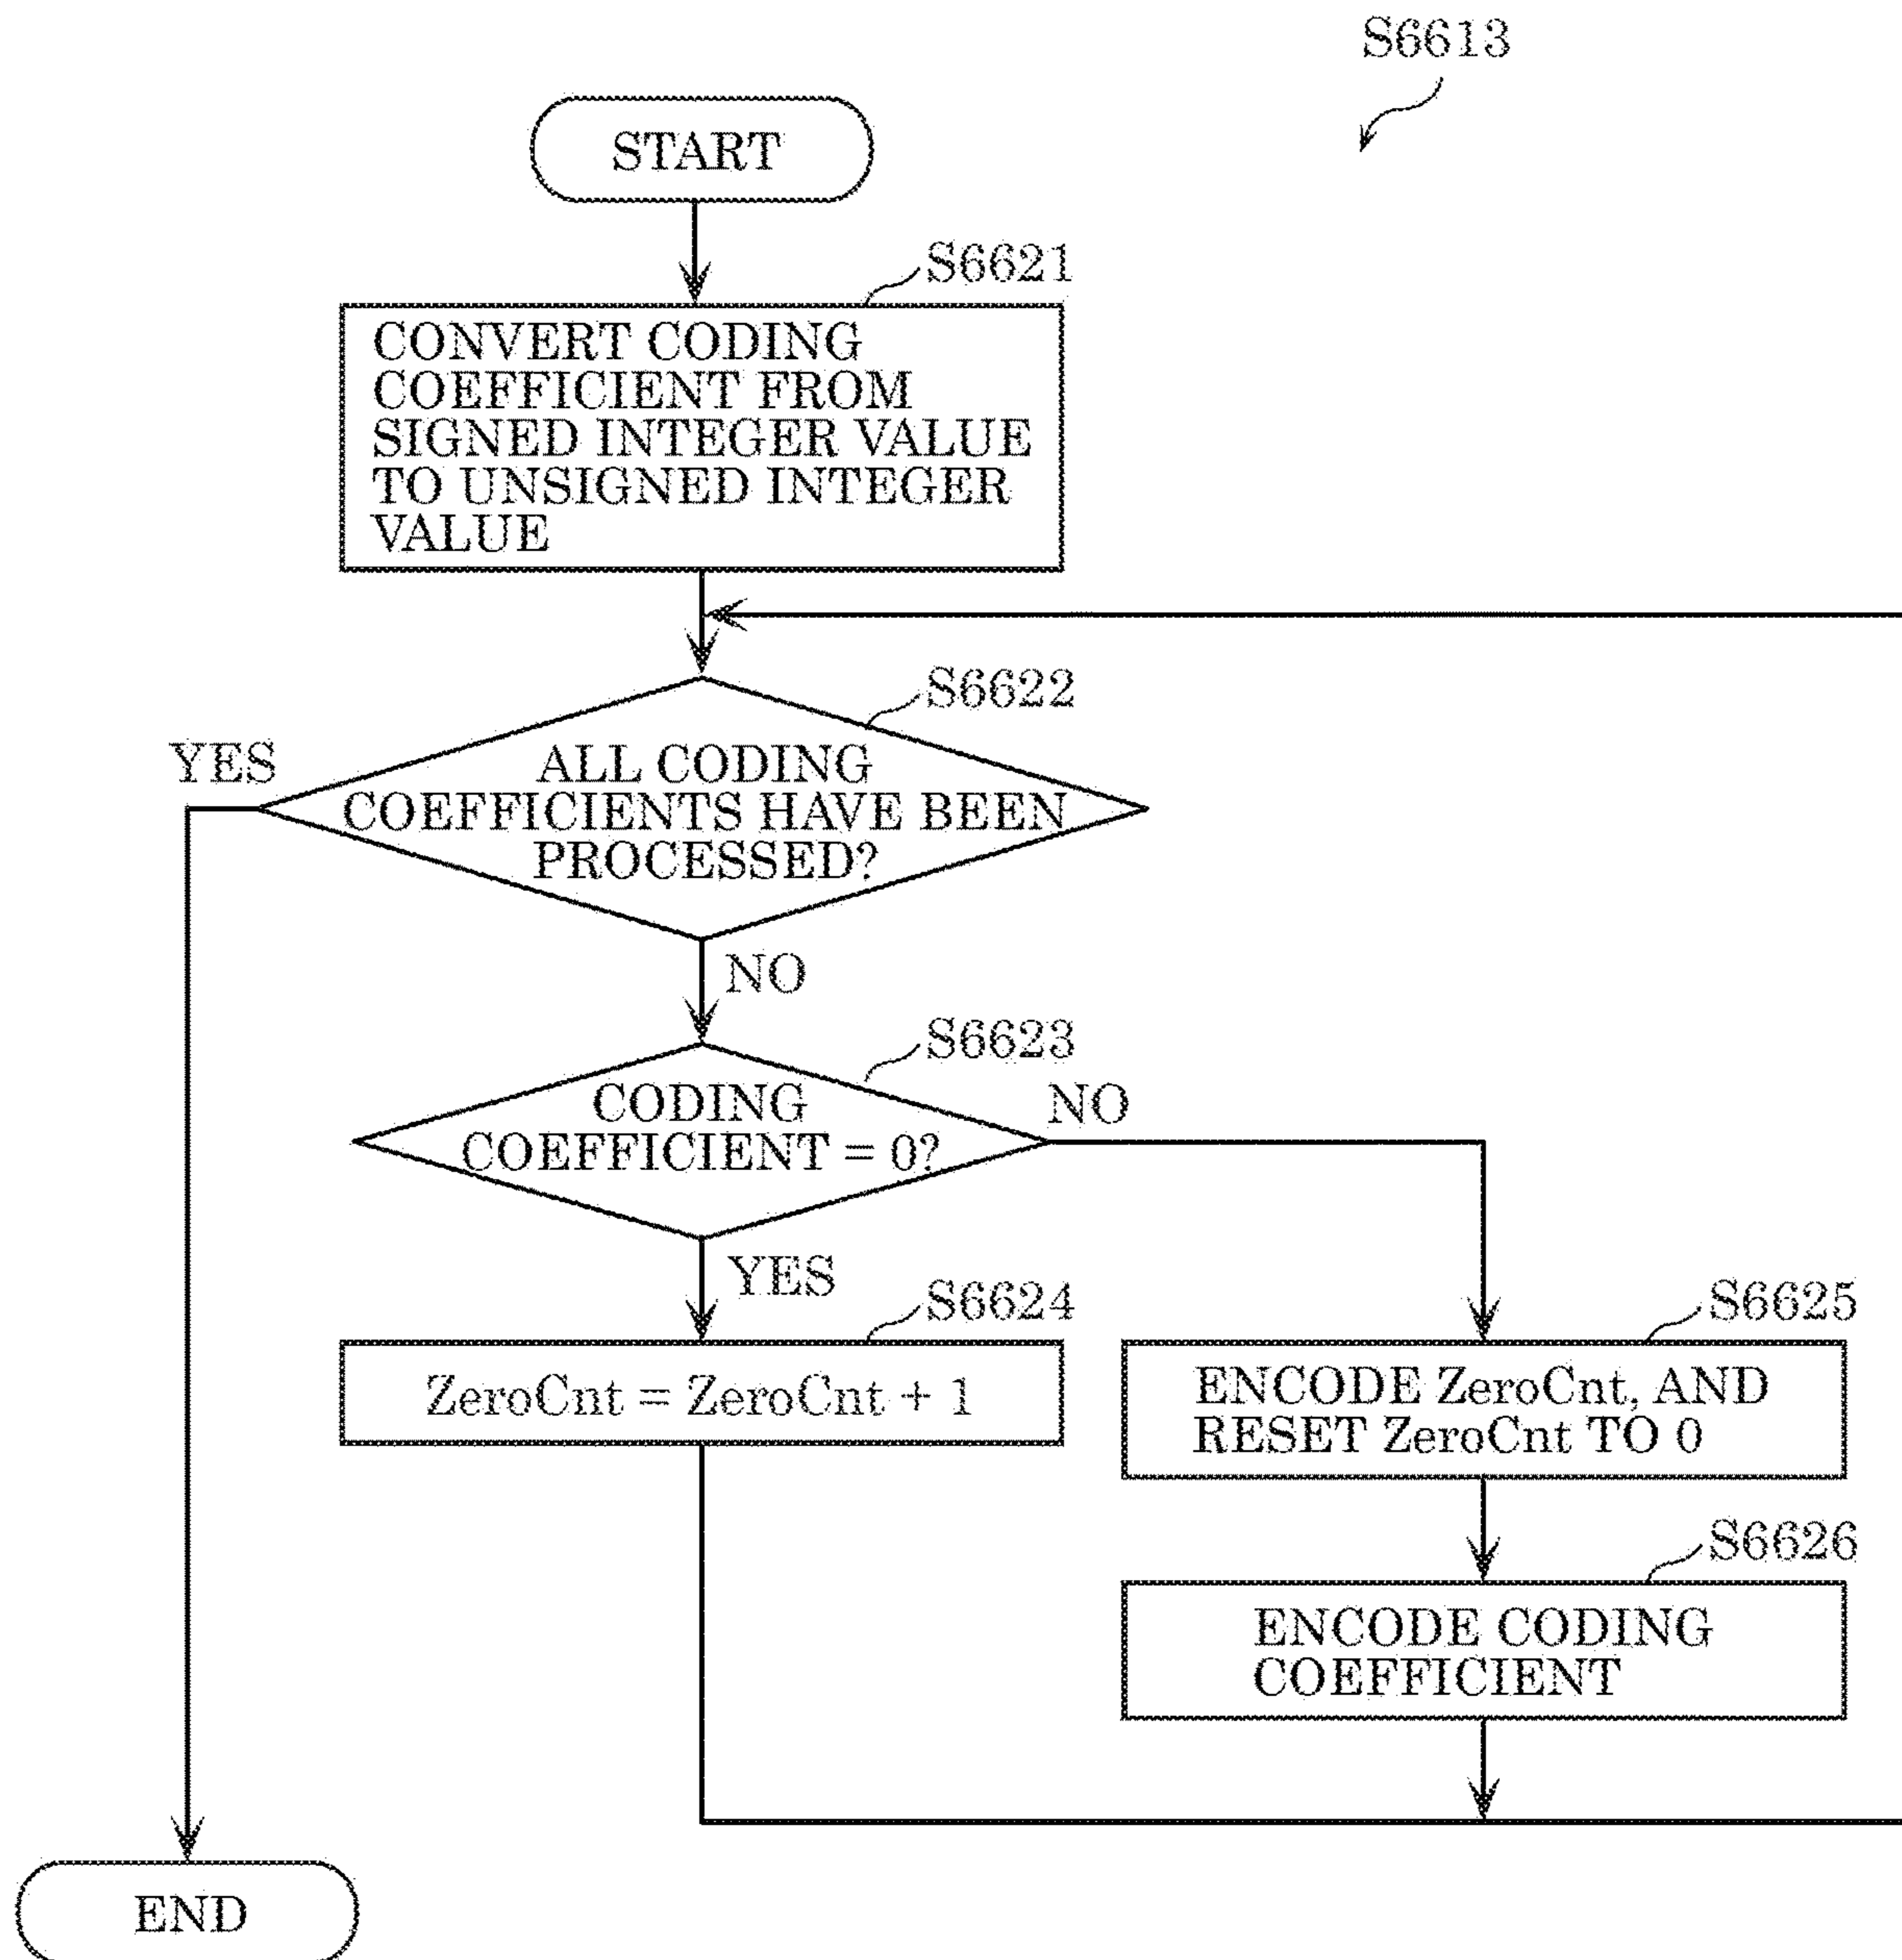 S6613
START
S6621
CONVERT CODING
COEFFICIENT FROM
SIGNED INTEGER VALUE
TO UNSIGNED INTEGER
VALUE
S6622
YES
ALL CODING
COEFFICIENTS HAVE BEEN
PROCESSED?
NO
S6623
CODING
COEFFICIENT = 0?
NO
YES
S6624
ZeroCnt = ZeroCnt + 1
S6625
ENCODE ZeroCnt, AND
RESET ZeroCnt TO 0
S6626
ENCODE CODING
COEFFICIENT
END